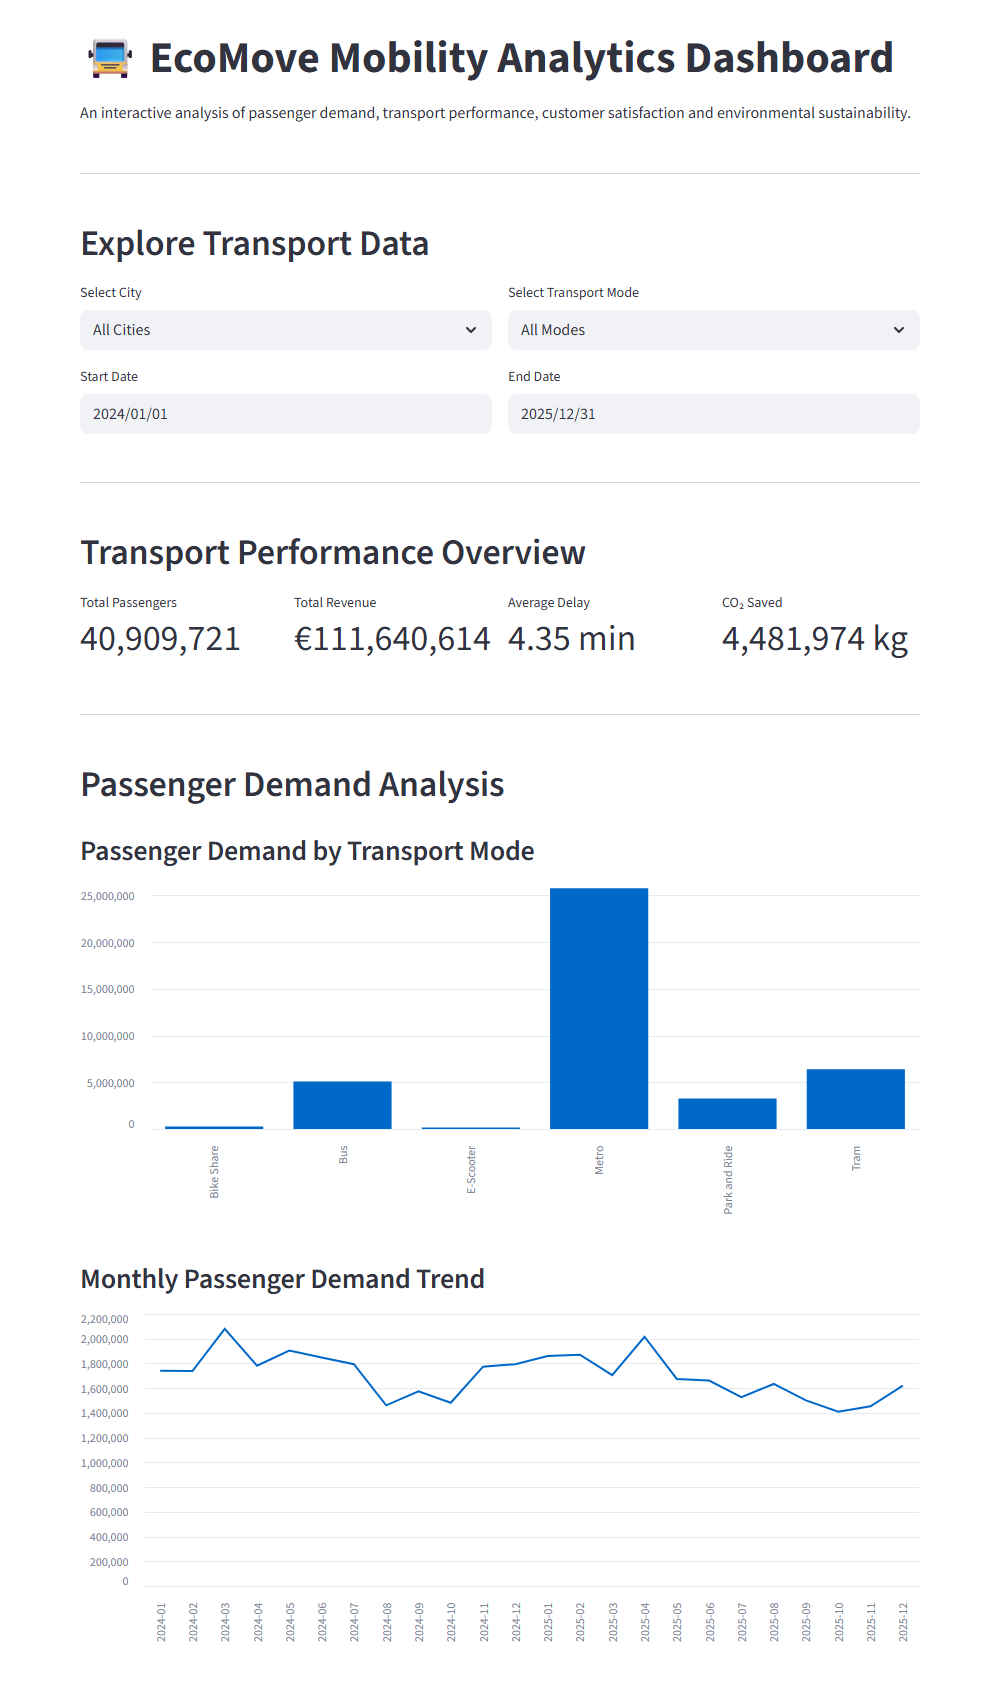 EcoMove Mobility Analytics Dashboard
An interactive analysis of passenger demand, transport performance, customer satisfaction and environmental sustainability.
Explore Transport Data
Select City
Select Transport Mode
All Cities
All Modes
Start Date
End Date
2024/01/01
2025/12/31
Transport Performance Overview
Total Passengers
Total Revenue
Average Delay
CO₂ Saved
40,909,721
€111,640,614
4.35 min
4,481,974 kg
Passenger Demand Analysis
Passenger Demand by Transport Mode
25,000,000
20,000,000
15,000,000
10,000,000
5,000,000
0
Bike Share
Bus
E-Scooter
Metro
Park and Ride
Tram
Monthly Passenger Demand Trend
2,200,000
2,000,000
1,800,000
1,600,000
1,400,000
1,200,000
1,000,000
800,000
600,000
400,000
200,000
0
2024-01
2024-02
2024-03
2024-04
2024-05
2024-06
2024-07
2024-08
2024-09
2024-10
2024-11
2024-12
2025-01
2025-02
2025-03
2025-04
2025-05
2025-06
2025-07
2025-08
2025-09
2025-10
2025-11
2025-12